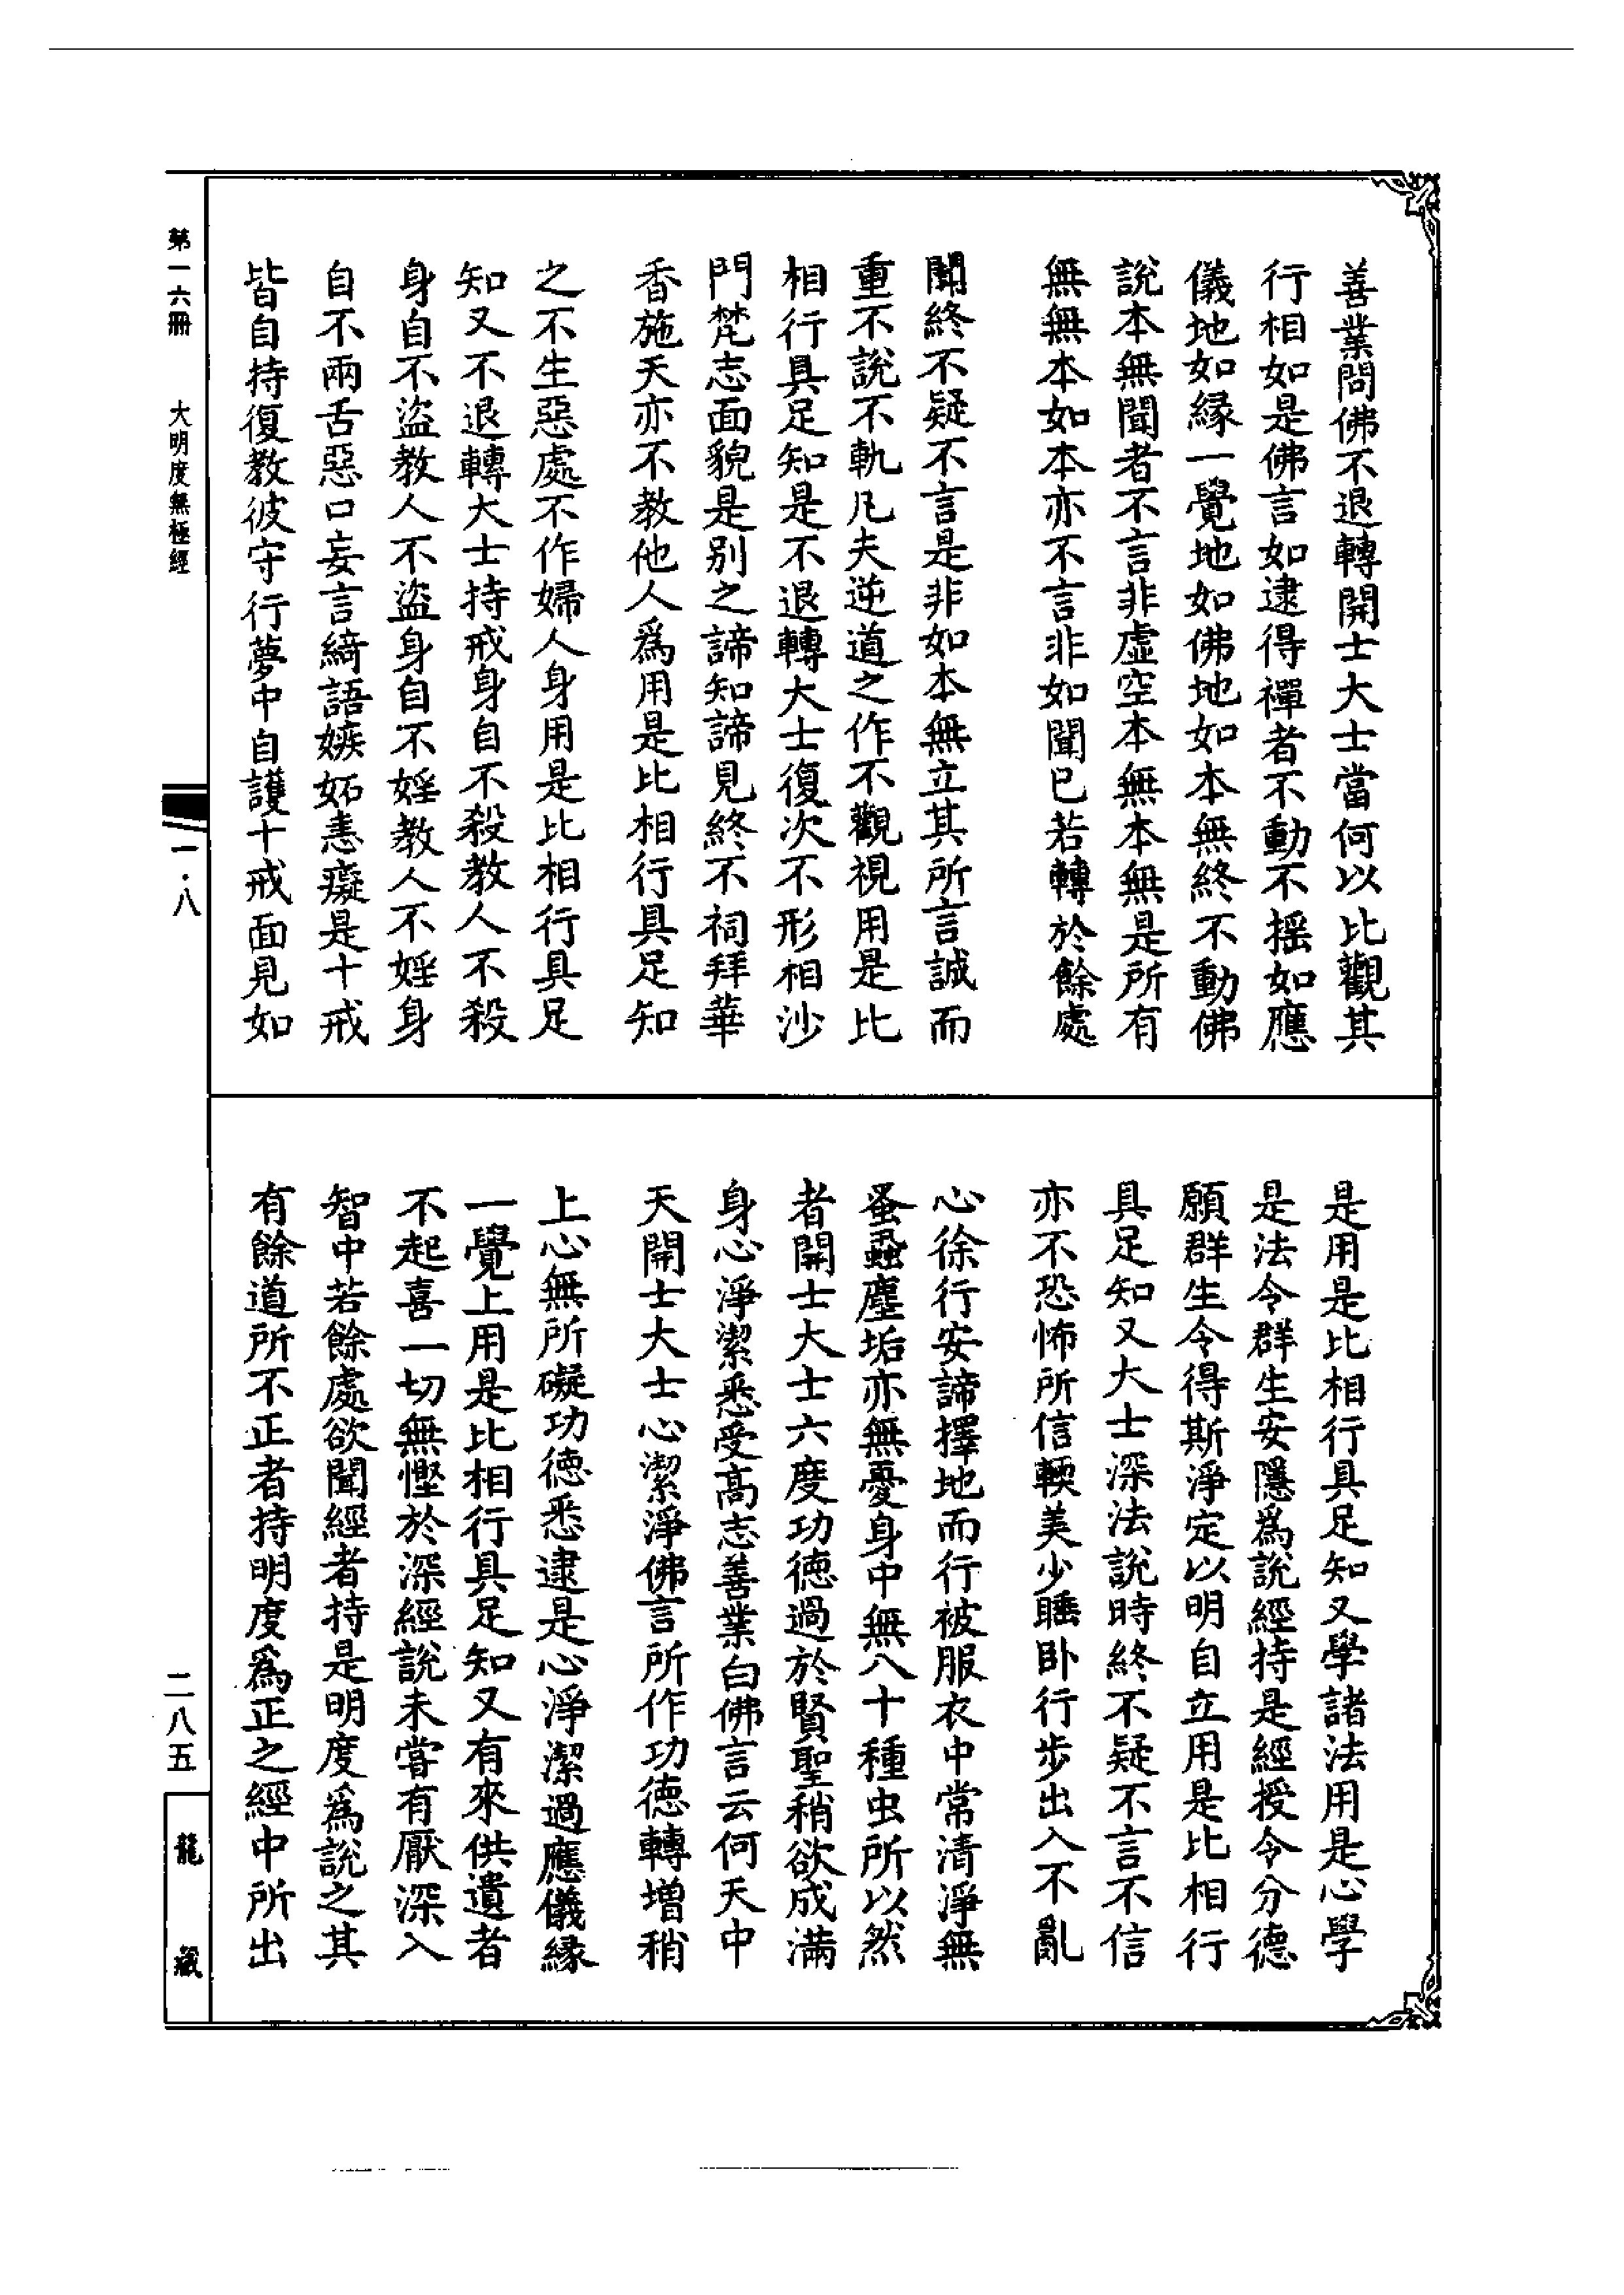 善業問佛不退轉開士大士當何以比觀其
行相如是佛言如逮得禪者不動不搖如應
儀地如縁一覺地如佛地如本無終不動佛
說本無聞者不言非虛空本無本無是所有
無無本如本亦不言非如聞已若轉於餘處
聞終不疑不言是非如本無立其所言誠而
重不說不軌凡夫逆道之作不觀視用是比
相行具足知是不退轉大士復次不形相沙
門梵志面貌是別之諦知諦見終不祠拜華
香施天亦不教他人爲用是比相行具足知
之不生惡處不作婦人身用是比相行具足
知又不退轉大士持戒身自不殺教人不殺
身自不盜教人不盜身自不婬教人不婬身
自不兩舌惡口妄言綺語嫉妬恚癡是十戒
皆自持復教彼守行夢中自護十戒面見如
是用是比相行具足知又學諸法用是心學
是法令群生安隱爲說經持是經授令分德
願群生令得斯淨定以明自立用是比相行
具足知又大士深法說時終不疑不言不信
亦不恐怖所信輭美少睡卧行步出入不亂
心徐行安諦擇地而行被服衣中常清淨無
蚤蝨塵垢亦無憂身中無八十種虫所以然
者開士大士六度功德過於賢聖稍欲成滿
身心淨潔悉受高志善業白佛言云何天中
天開士大士心潔淨佛言所作功德轉增稍
上心無所礙功德悉逮是心淨潔過應儀縁
一覺上用是比相行具足知又有來供遺者
不起喜一切無慳於深經說未嘗有厭深入
智中若餘處欲聞經者持是明度爲說之其
有餘道所不正者持明度爲正之經中所出
第一六冊　大明度無極經
一·八
二八五
龍藏